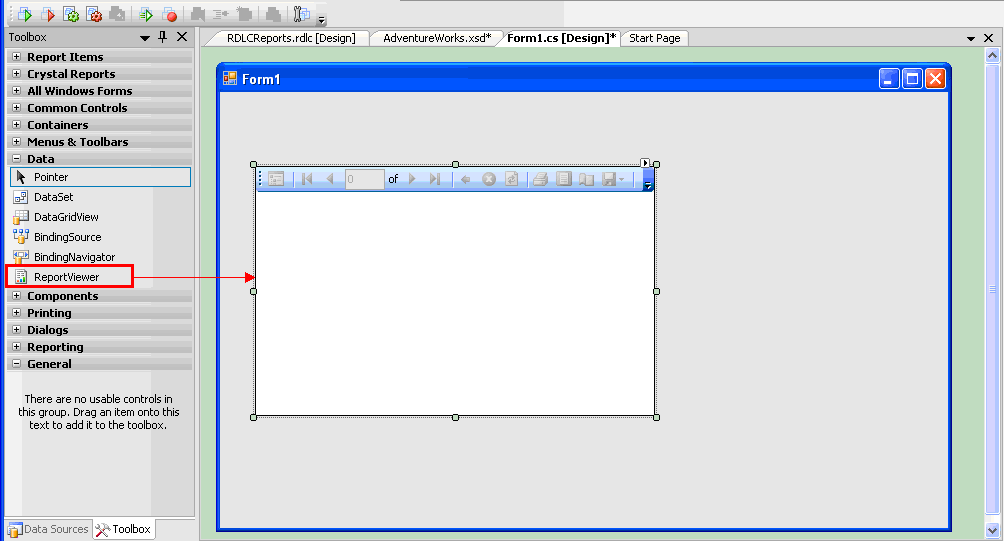 Toolbox
RDLCReports.rdlc [Design]
AdventureWorks.xsd*
Form1.cs [Design]*
Start Page
Report Items
Crystal Reports
All Windows Forms
Common Controls
Containers
Menus & Toolbars
Data
Pointer
DataSet
DataGridView
BindingSource
BindingNavigator
ReportViewer
Components
Printing
Dialogs
Reporting
General
There are no usable controls in
this group. Drag an item onto this
text to add it to the toolbox.
Data Sources
Toolbox
Form1
0
of